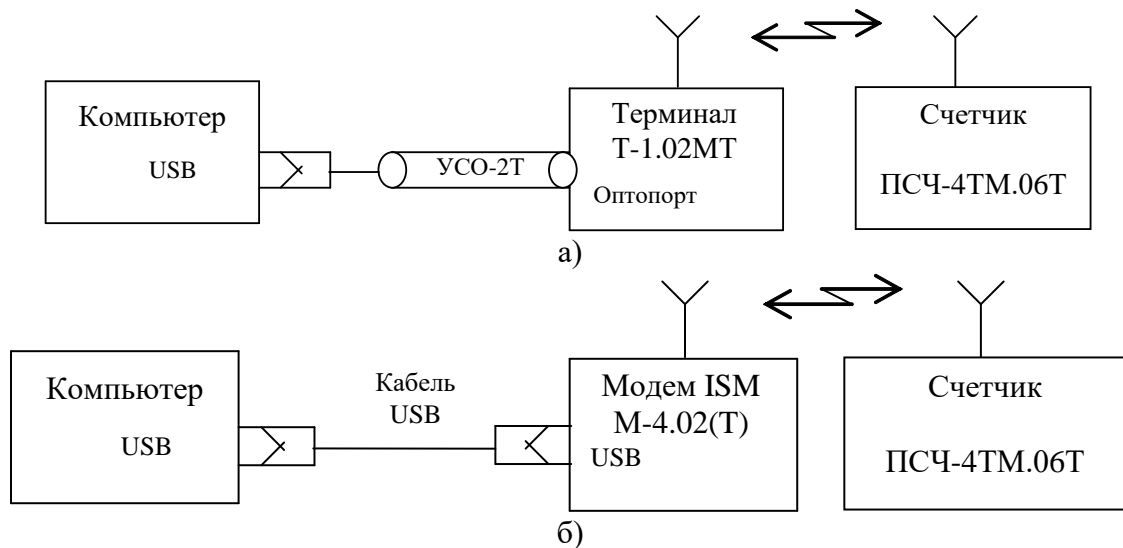 Компьютер
USB
УСО-2Т
Терминал
Т-1.02МТ
Оптопорт
Счетчик
ПСЧ-4ТМ.06Т
а)
Компьютер
USB
Кабель
USB
Модем ISM
М-4.02(Т)
USB
Счетчик
ПСЧ-4ТМ.06Т
б)